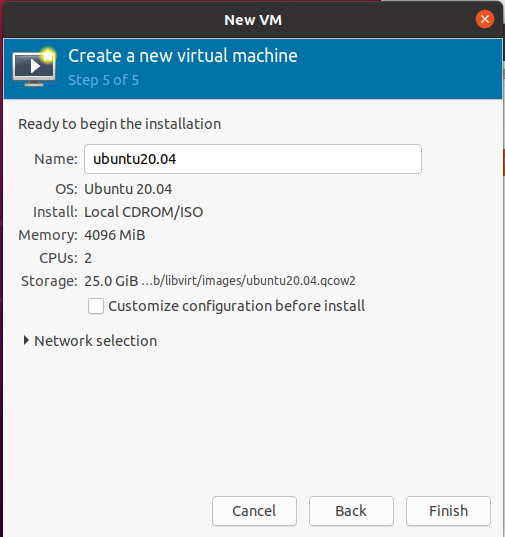 New VM
Create a new virtual machine
Step 5 of 5
Ready to begin the installation
Name: ubuntu20.04
OS: Ubuntu 20.04
Install: Local CDROM/ISO
Memory: 4096 MiB
CPUs: 2
Storage: 25.0 GiB ...b/libvirt/images/ubuntu20.04.qcow2
Customize configuration before install
Network selection
Cancel Back Finish